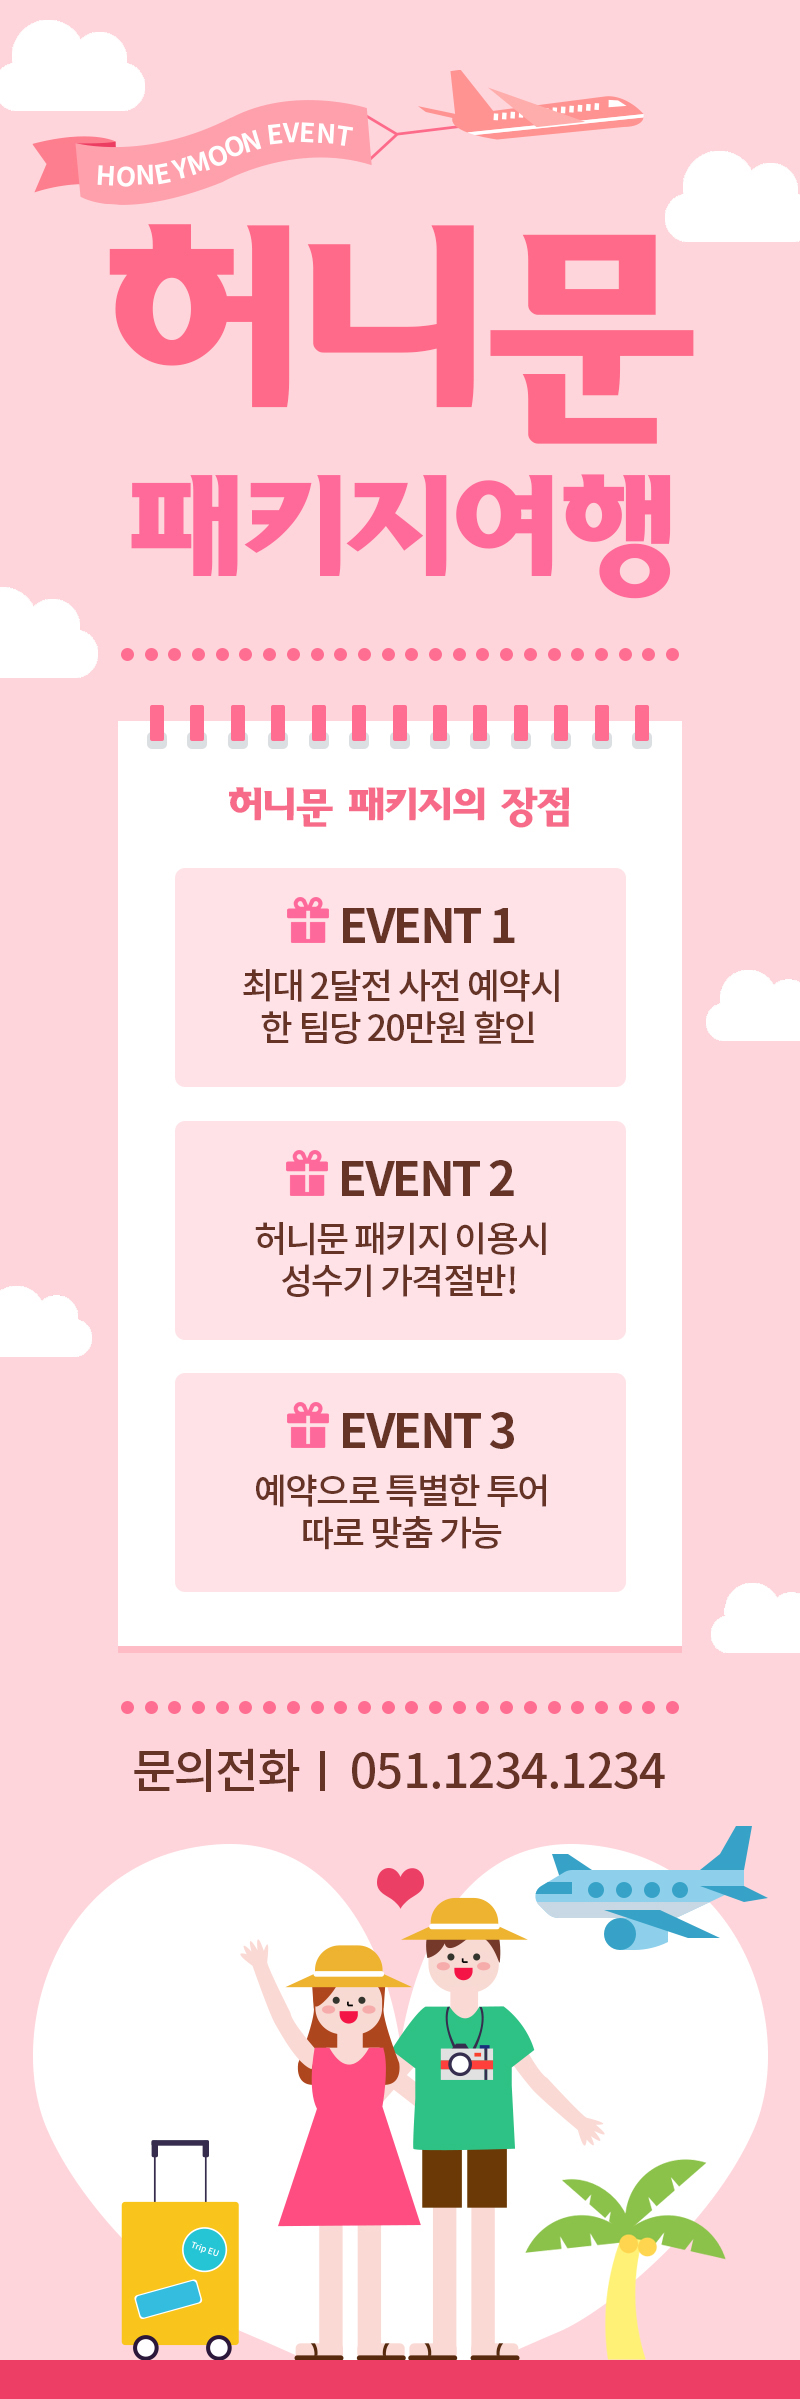 HONEYMOON EVENT
허니문
패키지여행
허니문 패키지의 장점
EVENT 1
최대 2달전 사전 예약시
한 팀당 20만원 할인
EVENT 2
허니문 패키지 이용시
성수기 가격절반!
EVENT 3
예약으로 특별한 투어
따로 맞춤 가능
문의전화ㅣ 051.1234.1234
Trip EU